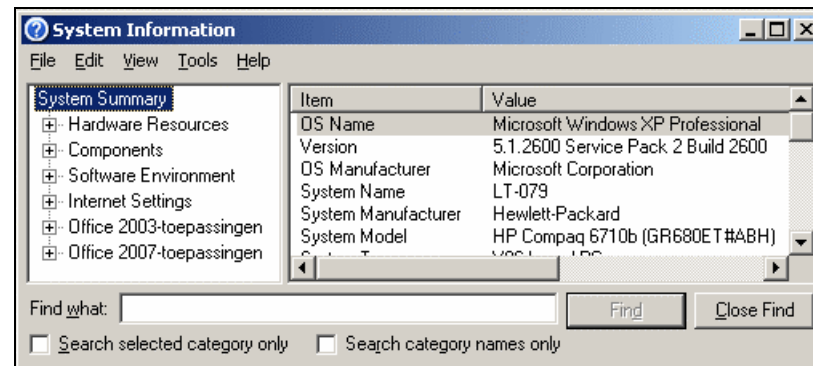 System Information
File Edit View Tools Help
System Summary
Hardware Resources
Components
Software Environment
Internet Settings
Office 2003-toepassingen
Office 2007-toepassingen
Item Value
OS Name Microsoft Windows XP Professional
Version 5.1.2600 Service Pack 2 Build 2600
OS Manufacturer Microsoft Corporation
System Name LT-079
System Manufacturer Hewlett-Packard
System Model HP Compaq 6710b (GR680ET#ABH)
Find what: Find Close Find
Search selected category only Search category names only